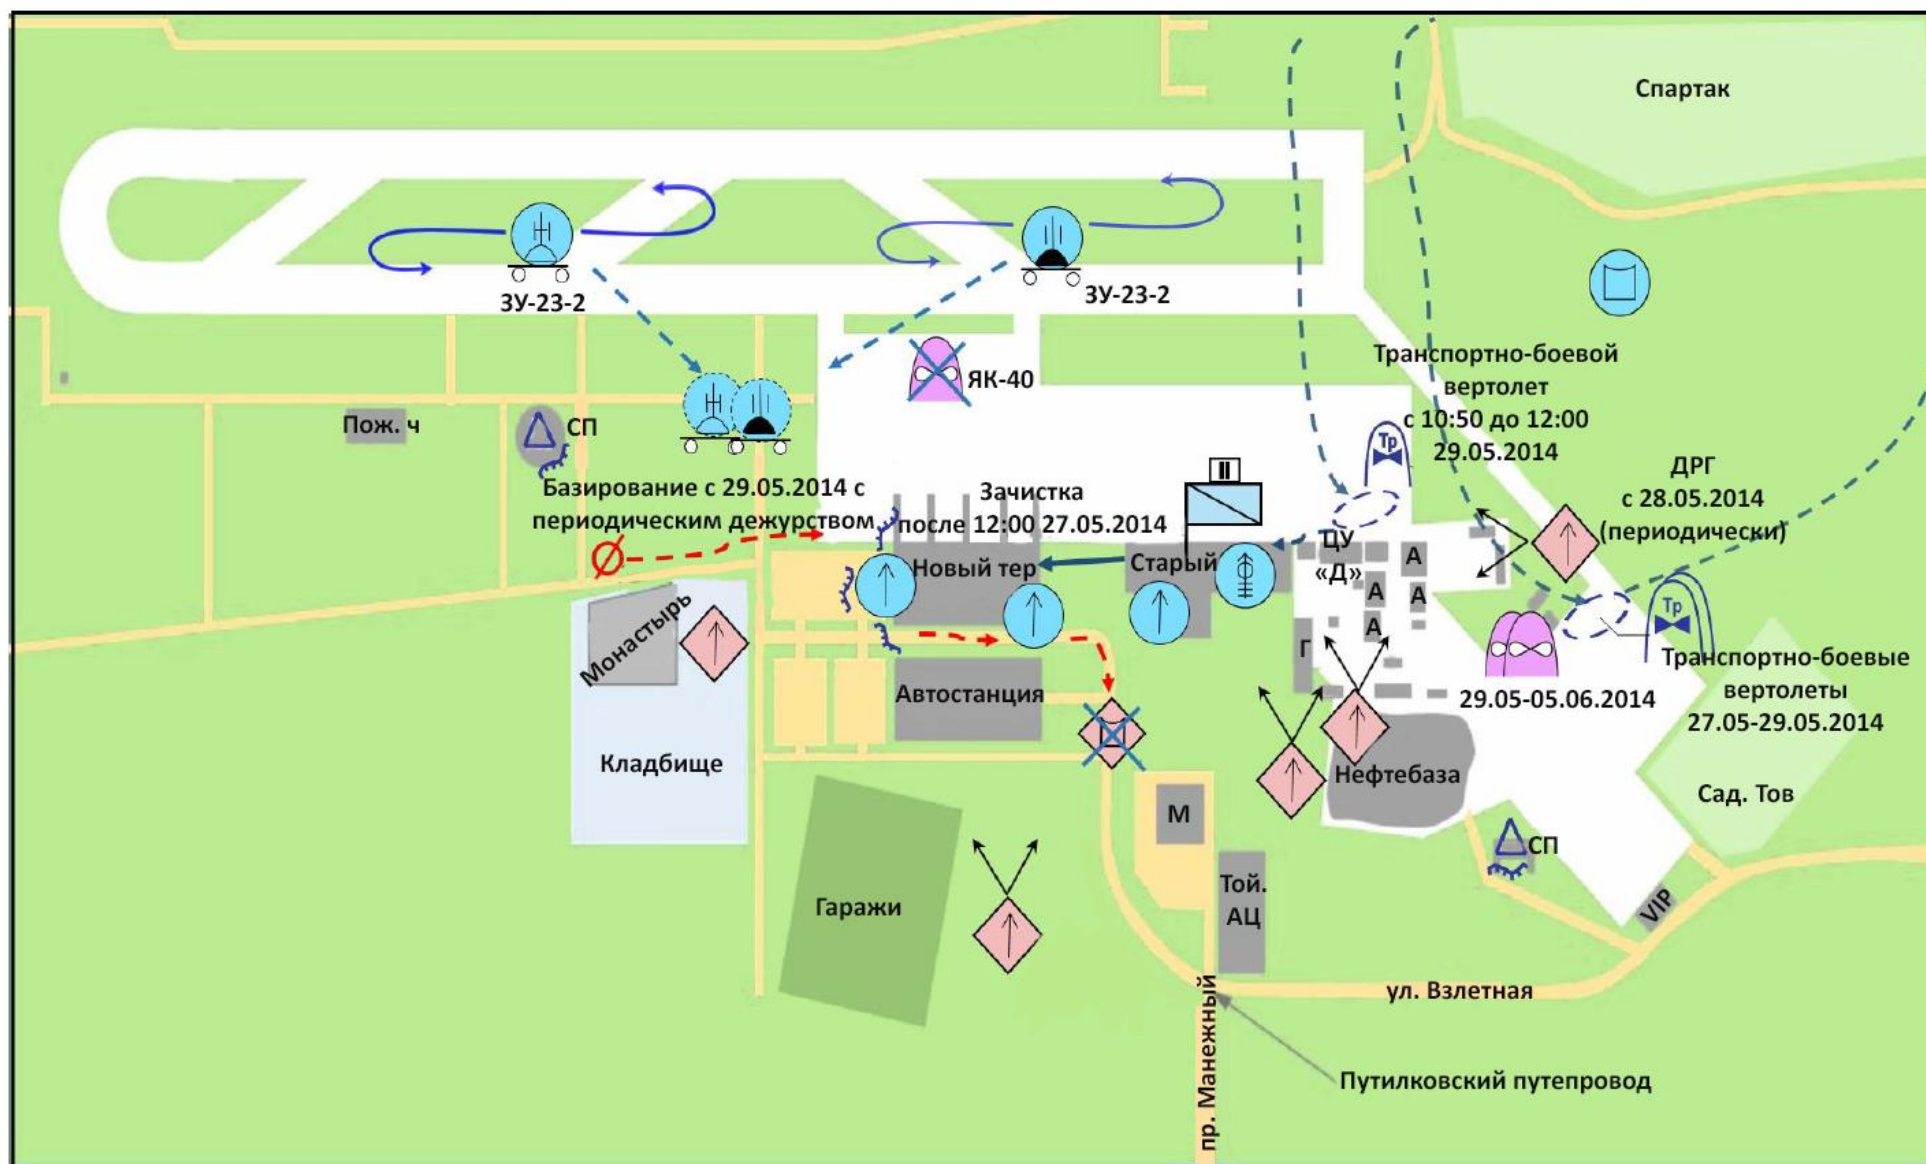 Спартак
ЗУ-23-2
ЗУ-23-2
Транспортно-боевой
вертолет
с 10:50 до 12:00
29.05.2014
ЯК-40
Пож. ч
СП
Тр
ДРГ
с 28.05.2014
(периодически)
Базирование с 29.05.2014 с
периодическим дежурством
Зачистка
после 12:00 27.05.2014
II
ЦУ
«Д»
А
А
А
А
Новый тер
Старый
Тр
Монастырь
Г
Транспортно-боевые
вертолеты
27.05-29.05.2014
29.05-05.06.2014
Автостанция
Кладбище
Нефтебаза
Сад. Тов
М
СП
Той.
АЦ
Гаражи
VIP
ул. Взлетная
пр. Манежный
Путилковский путепровод